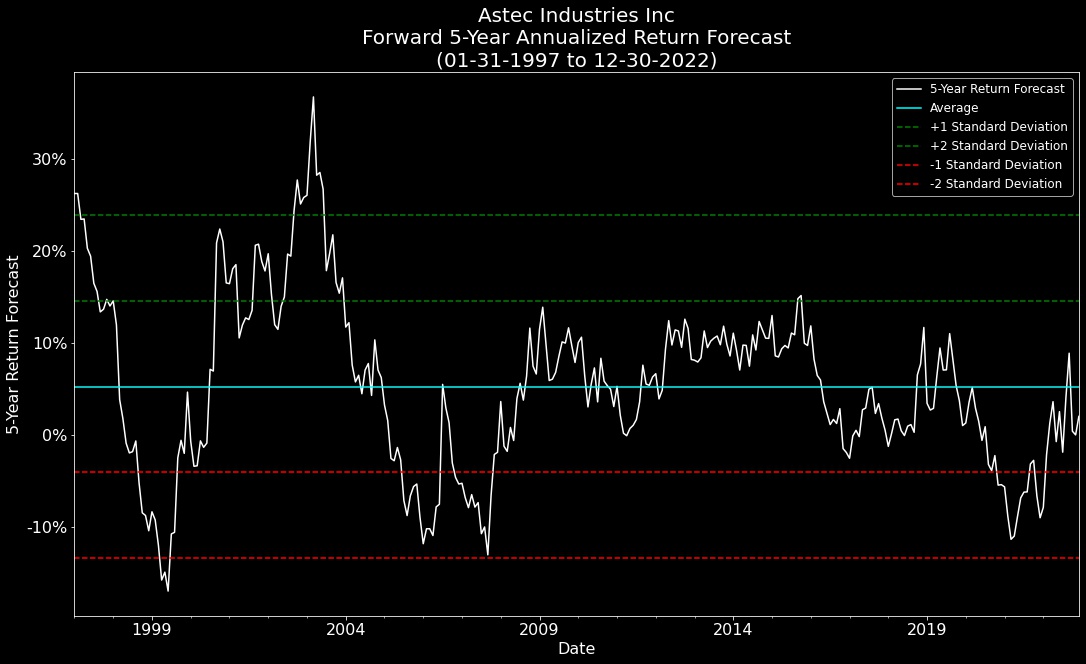 Astec Industries Inc
Forward 5-Year Annualized Return Forecast
(01-31-1997 to 12-30-2022)
5-Year Return Forecast
Average
+1 Standard Deviation
+2 Standard Deviation
-1 Standard Deviation
-2 Standard Deviation
5-Year Return Forecast
30%
20%
10%
0%
-10%
1999
2004
2009
2014
2019
Date